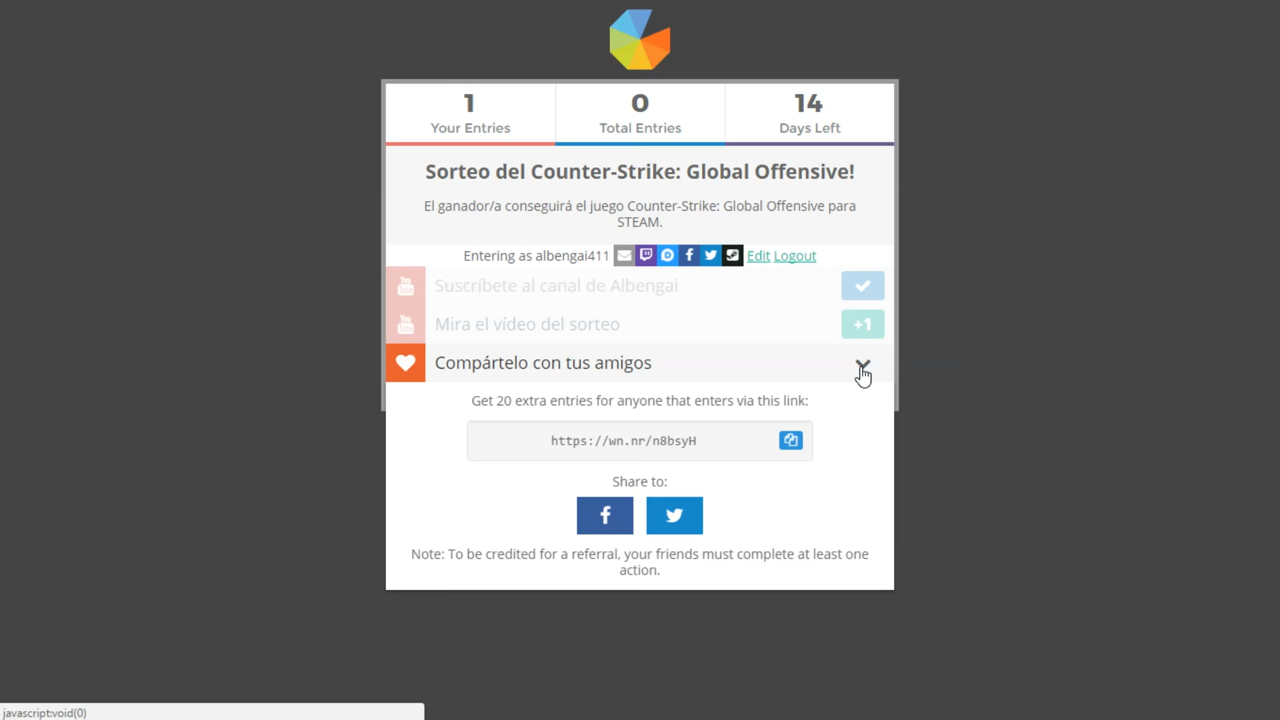 1
Your Entries
0
Total Entries
14
Days Left
Sorteo del Counter-Strike: Global Offensive!
El ganador/a conseguirá el juego Counter-Strike: Global Offensive para
STEAM.
Entering as albengai411 Edit Logout
Suscríbete al canal de Albengai
Mira el vídeo del sorteo +1
Compártelo con tus amigos
Get 20 extra entries for anyone that enters via this link:
https://wn.nr/n8bsyH
Share to:
Note: To be credited for a referral, your friends must complete at least one
action.
javascript:void(0)